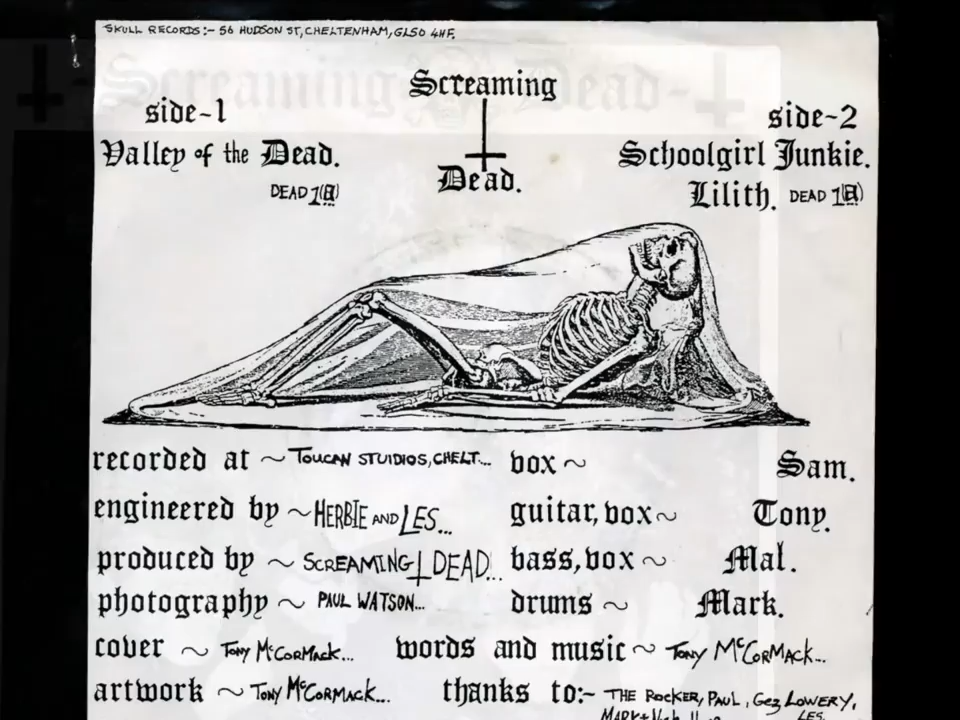 SKULL RECORDS:- 56 HUDSON ST, CHELTENHAM, GL50 4HF.
Screaming
Dead.
side-1
Valley of the Dead.
DEAD 1(A)
side-2
Schoolgirl Junkie.
Lilith. DEAD 1(B)
recorded at ~ TOUCAN STUIDIOS, CHELT...
engineered by ~ HERBIE AND LES...
produced by ~ SCREAMING DEAD...
photography ~ PAUL WATSON...
cover ~ TONY McCORMACK...
artwork ~ TONY McCORMACK...
vox ~ Sam.
guitar, vox ~ Tony.
bass, vox ~ Mal.
drums ~ Mark.
words and music ~ TONY McCORMACK...
thanks to:- THE ROCKER, PAUL, GEZ LOWERY,
LES
Screaming Dead